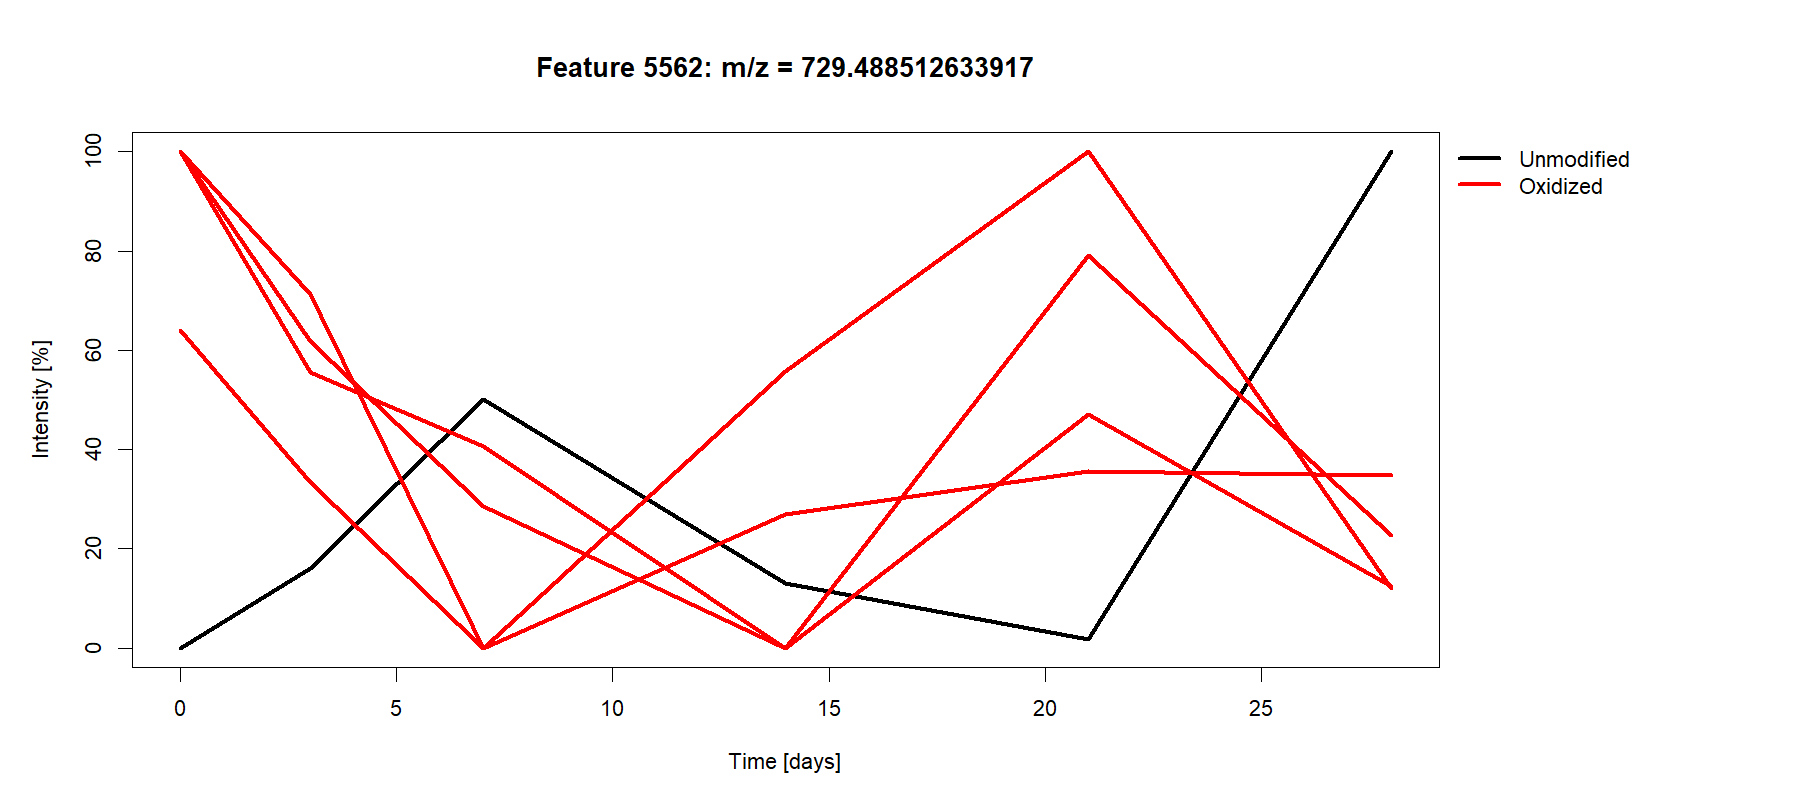 Feature 5562: m/z = 729.488512633917
Unmodified
Oxidized
Intensity [%]
100
80
60
40
20
0
0 5 10 15 20 25
Time [days]